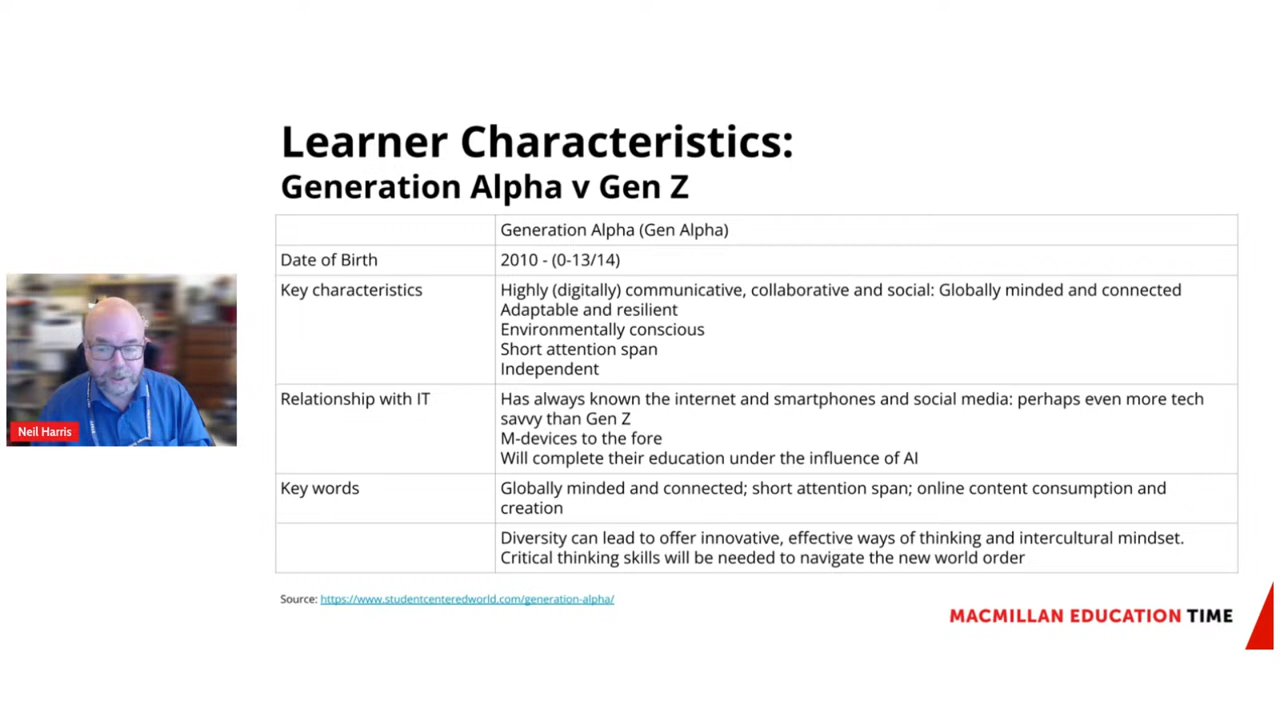 Learner Characteristics:
Generation Alpha v Gen Z
Generation Alpha (Gen Alpha)
Date of Birth
2010 - (0-13/14)
Key characteristics
Highly (digitally) communicative, collaborative and social: Globally minded and connected
Adaptable and resilient
Environmentally conscious
Short attention span
Independent
Relationship with IT
Has always known the internet and smartphones and social media: perhaps even more tech
savvy than Gen Z
M-devices to the fore
Will complete their education under the influence of AI
Key words
Globally minded and connected; short attention span; online content consumption and
creation
Diversity can lead to offer innovative, effective ways of thinking and intercultural mindset.
Critical thinking skills will be needed to navigate the new world order
Source: https://www.studentcenteredworld.com/generation-alpha/
MACMILLAN EDUCATION TIME
Neil Harris